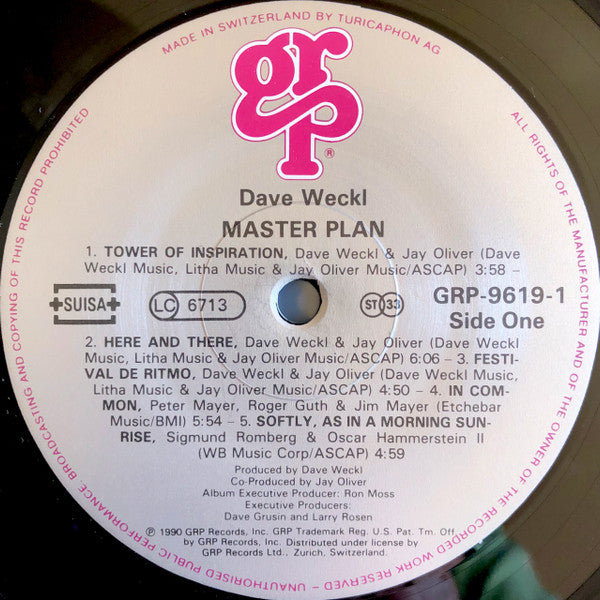 MADE IN SWITZERLAND BY TURICAPHON AG
ALL RIGHTS OF THE MANUFACTURER AND OF THE OWNER OF THE RECORDED WORK RESERVED – UNAUTHORISED PUBLIC PERFORMANCE BROADCASTING AND COPYING OF THIS RECORD PROHIBITED
grp®
Dave Weckl
MASTER PLAN
1. TOWER OF INSPIRATION, Dave Weckl & Jay Oliver (Dave
Weckl Music, Litha Music & Jay Oliver Music/ASCAP) 3:58 –
SUISA
LC 6713
ST 33
GRP-9619-1
Side One
2. HERE AND THERE, Dave Weckl & Jay Oliver (Dave Weckl
Music, Litha Music & Jay Oliver Music/ASCAP) 6:06 – 3. FESTI-
VAL DE RITMO, Dave Weckl & Jay Oliver (Dave Weckl Music,
Litha Music & Jay Oliver Music/ASCAP) 4:50 – 4. IN COM-
MON, Peter Mayer, Roger Guth & Jim Mayer (Etchebar
Music/BMI) 5:54 – 5. SOFTLY, AS IN A MORNING SUN-
RISE, Sigmund Romberg & Oscar Hammerstein II
(WB Music Corp/ASCAP) 4:59
Produced by Dave Weckl
Co-Produced by Jay Oliver
Album Executive Producer: Ron Moss
Executive Producers:
Dave Grusin and Larry Rosen
℗ 1990 GRP Records, Inc. GRP Trademark Reg. U.S. Pat. Tm. Off
by GRP Records, Inc. Distributed under license by
GRP Records Ltd., Zurich, Switzerland.